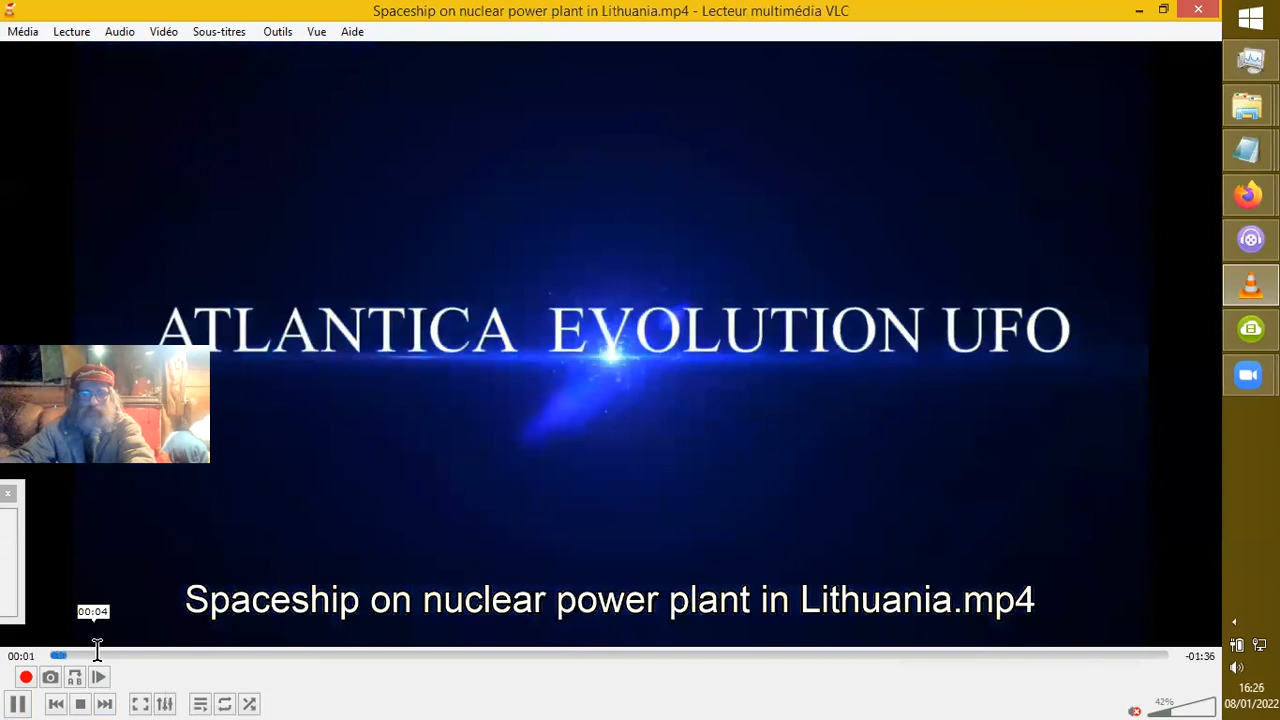 Spaceship on nuclear power plant in Lithuania.mp4 - Lecteur multimédia VLC
Média Lecture Audio Vidéo Sous-titres Outils Vue Aide
ATLANTICA EVOLUTION UFO
Spaceship on nuclear power plant in Lithuania.mp4
00:04
00:01
-01:36
AB
42%
16:26
08/01/2022